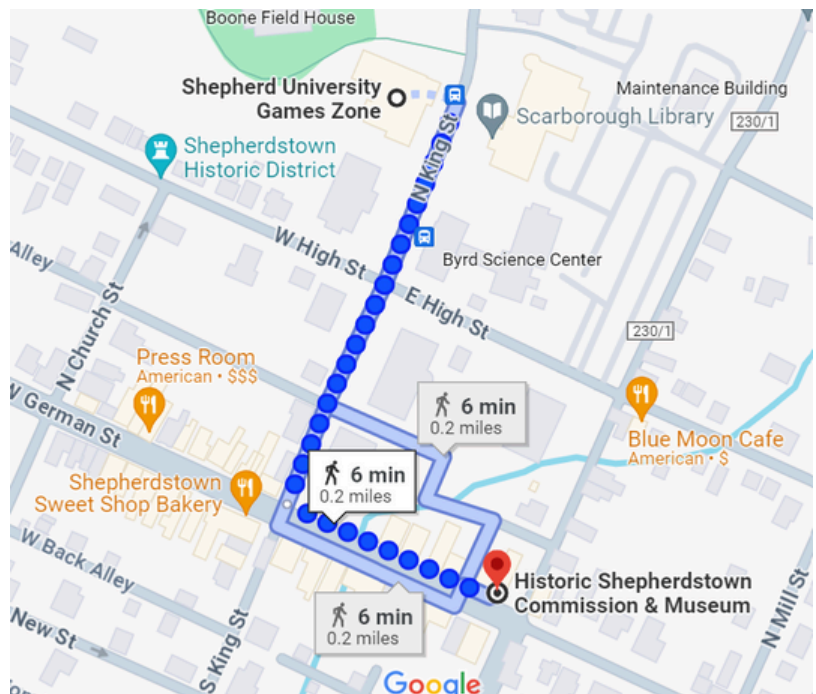 Boone Field House
Shepherd University
Games Zone
Maintenance Building
Scarborough Library
230/1
Shepherdstown
Historic District
N King St
W High St
Byrd Science Center
E High St
Alley
N Church St
230/1
Press Room
American • $$$
6 min
0.2 miles
W German St
Blue Moon Cafe
American • $
Shepherdstown
Sweet Shop Bakery
6 min
0.2 miles
W Back Alley
Historic Shepherdstown
Commission & Museum
6 min
0.2 miles
New St
S King St
N Mill St
Google